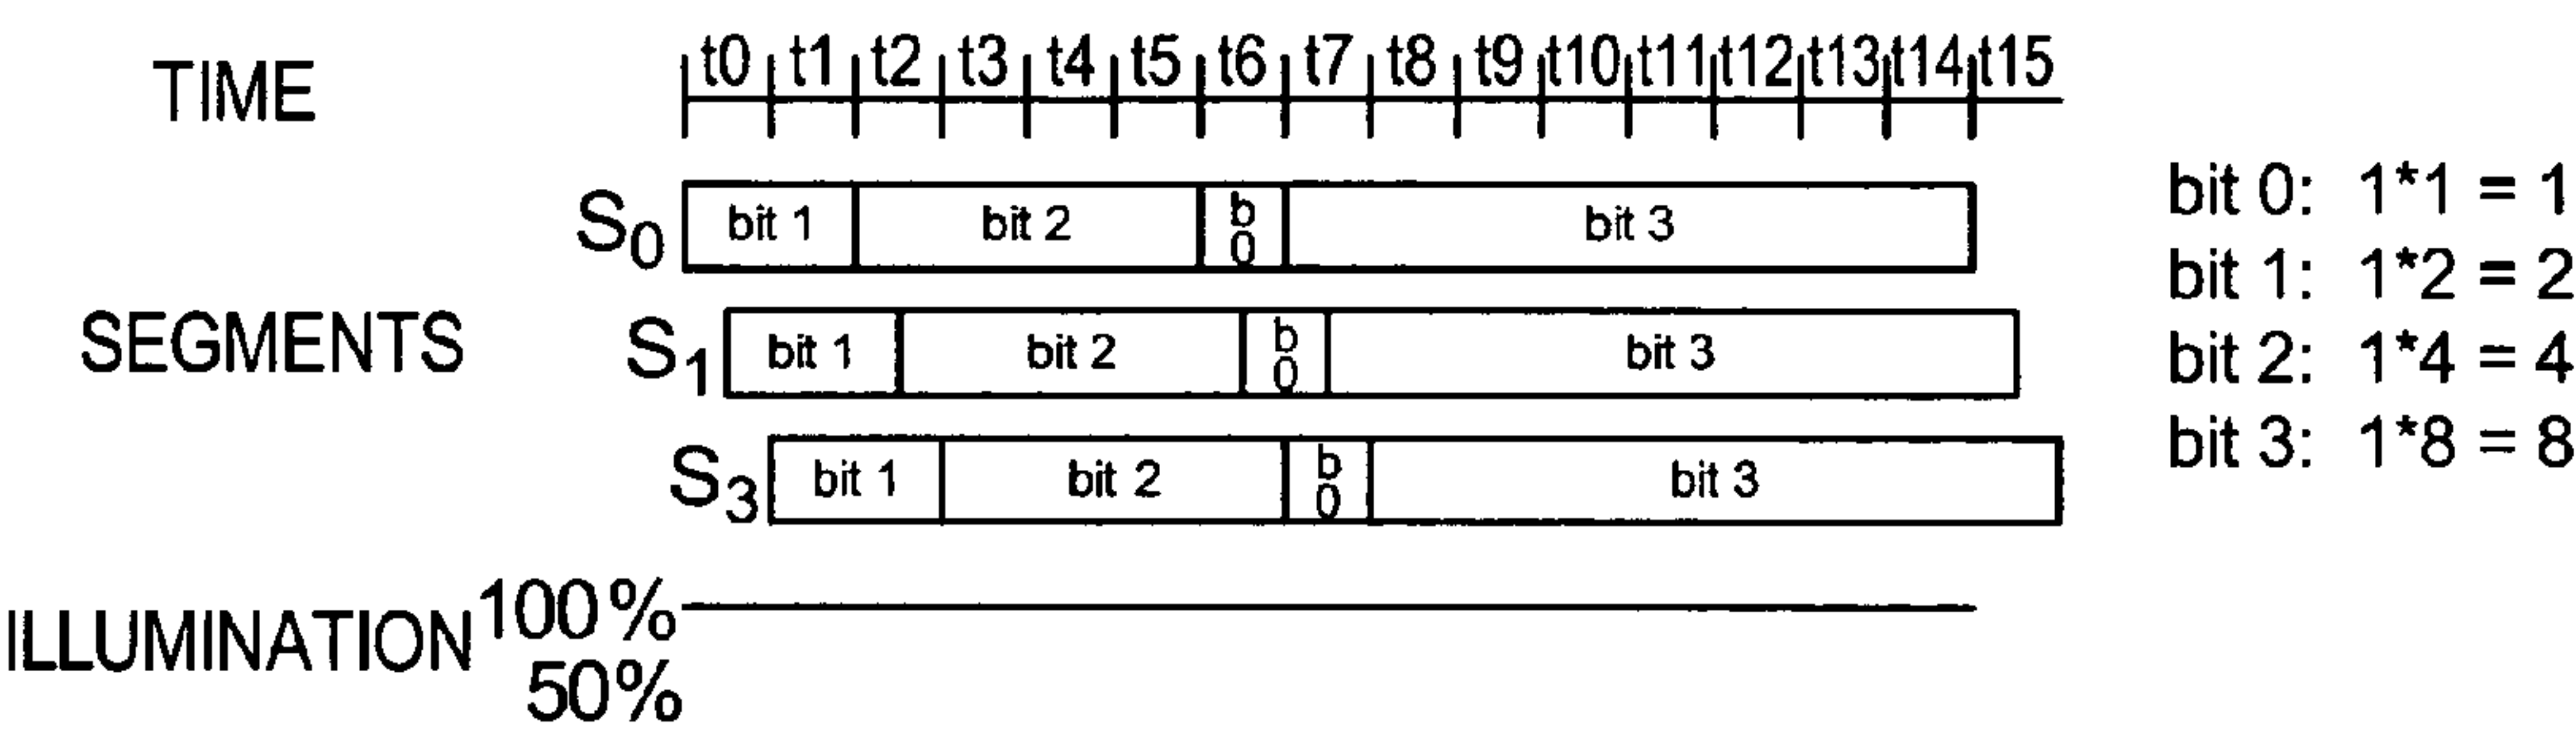 TIME t0 t1 t2 t3 t4 t5 t6 t7 t8 t9 t10 t11 t12 t13 t14 t15
S0 bit 1 bit 2 b0 bit 3
SEGMENTS S1 bit 1 bit 2 b0 bit 3
S3 bit 1 bit 2 b0 bit 3
ILLUMINATION 100%
50%
bit 0: 1*1 = 1
bit 1: 1*2 = 2
bit 2: 1*4 = 4
bit 3: 1*8 = 8